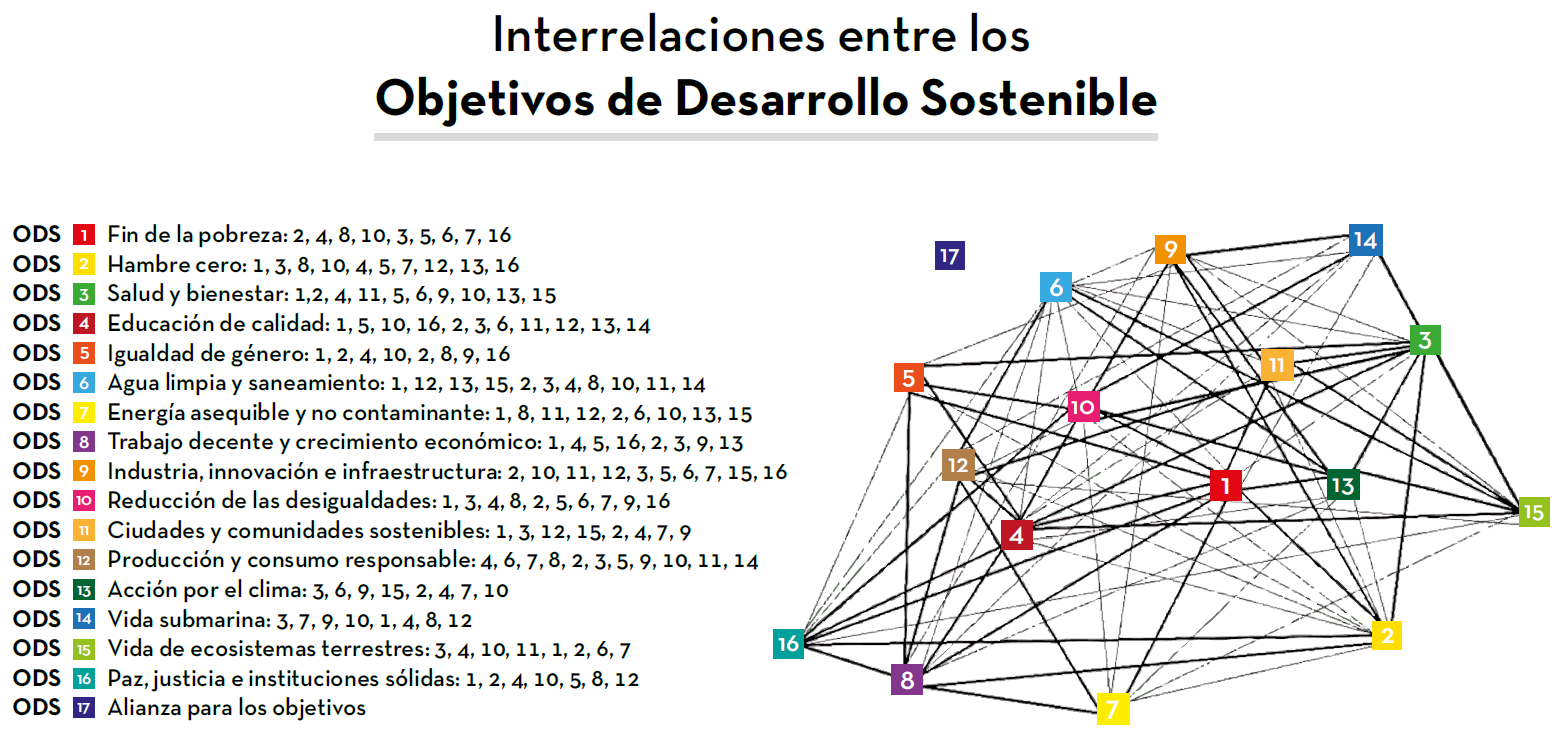 Interrelaciones entre los
Objetivos de Desarrollo Sostenible
ODS 1 Fin de la pobreza: 2, 4, 8, 10, 3, 5, 6, 7, 16
ODS 2 Hambre cero: 1, 3, 8, 10, 4, 5, 7, 12, 13, 16
ODS 3 Salud y bienestar: 1,2, 4, 11, 5, 6, 9, 10, 13, 15
ODS 4 Educación de calidad: 1, 5, 10, 16, 2, 3, 6, 11, 12, 13, 14
ODS 5 Igualdad de género: 1, 2, 4, 10, 2, 8, 9, 16
ODS 6 Agua limpia y saneamiento: 1, 12, 13, 15, 2, 3, 4, 8, 10, 11, 14
ODS 7 Energía asequible y no contaminante: 1, 8, 11, 12, 2, 6, 10, 13, 15
ODS 8 Trabajo decente y crecimiento económico: 1, 4, 5, 16, 2, 3, 9, 13
ODS 9 Industria, innovación e infraestructura: 2, 10, 11, 12, 3, 5, 6, 7, 15, 16
ODS 10 Reducción de las desigualdades: 1, 3, 4, 8, 2, 5, 6, 7, 9, 16
ODS 11 Ciudades y comunidades sostenibles: 1, 3, 12, 15, 2, 4, 7, 9
ODS 12 Producción y consumo responsable: 4, 6, 7, 8, 2, 3, 5, 9, 10, 11, 14
ODS 13 Acción por el clima: 3, 6, 9, 15, 2, 4, 7, 10
ODS 14 Vida submarina: 3, 7, 9, 10, 1, 4, 8, 12
ODS 15 Vida de ecosistemas terrestres: 3, 4, 10, 11, 1, 2, 6, 7
ODS 16 Paz, justicia e instituciones sólidas: 1, 2, 4, 10, 5, 8, 12
ODS 17 Alianza para los objetivos
14
9
17
6
3
11
5
10
12
1
13
15
4
2
16
8
7